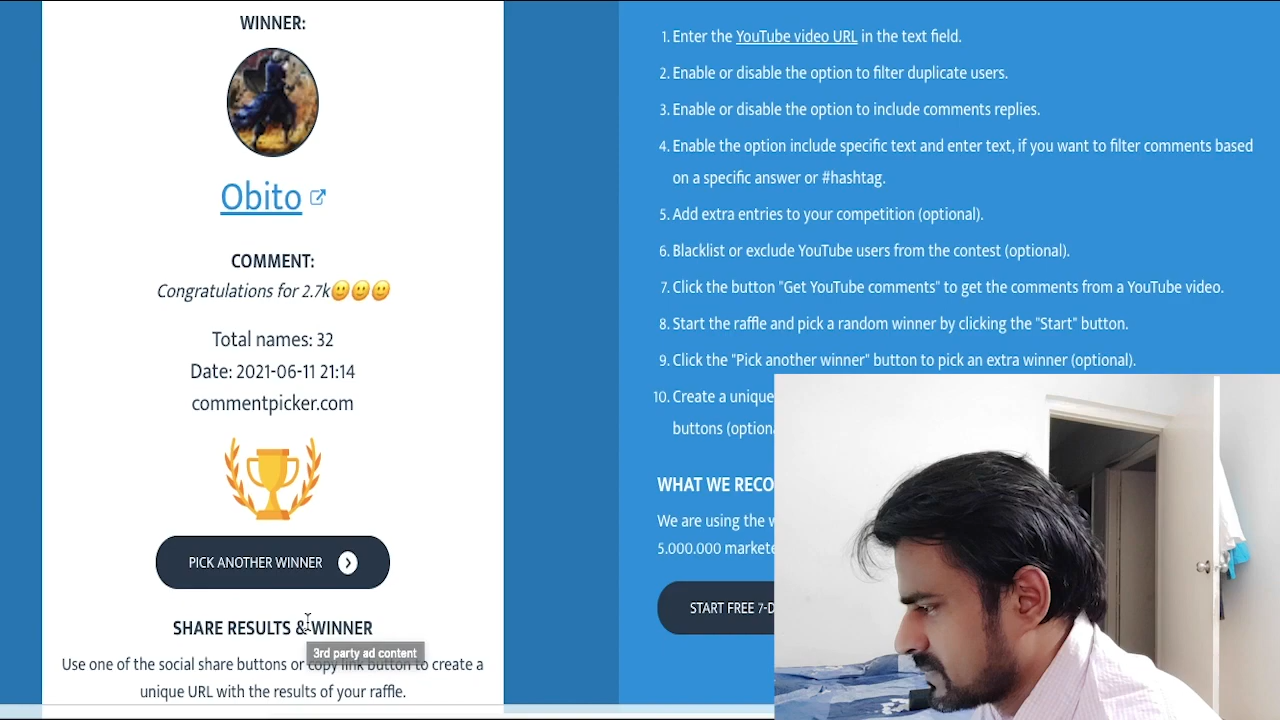 WINNER:
Obito
COMMENT:
Congratulations for 2.7k🙂🙂🙂
Total names: 32
Date: 2021-06-11 21:14
commentpicker.com
PICK ANOTHER WINNER
SHARE RESULTS & WINNER
3rd party ad content
Use one of the social share buttons or copy link button to create a
unique URL with the results of your raffle.
1. Enter the YouTube video URL in the text field.
2. Enable or disable the option to filter duplicate users.
3. Enable or disable the option to include comments replies.
4. Enable the option include specific text and enter text, if you want to filter comments based
on a specific answer or #hashtag.
5. Add extra entries to your competition (optional).
6. Blacklist or exclude YouTube users from the contest (optional).
7. Click the button "Get YouTube comments" to get the comments from a YouTube video.
8. Start the raffle and pick a random winner by clicking the "Start" button.
9. Click the "Pick another winner" button to pick an extra winner (optional).
10. Create a unique
buttons
WHAT WE
We are using the
5.000.000
START FREE